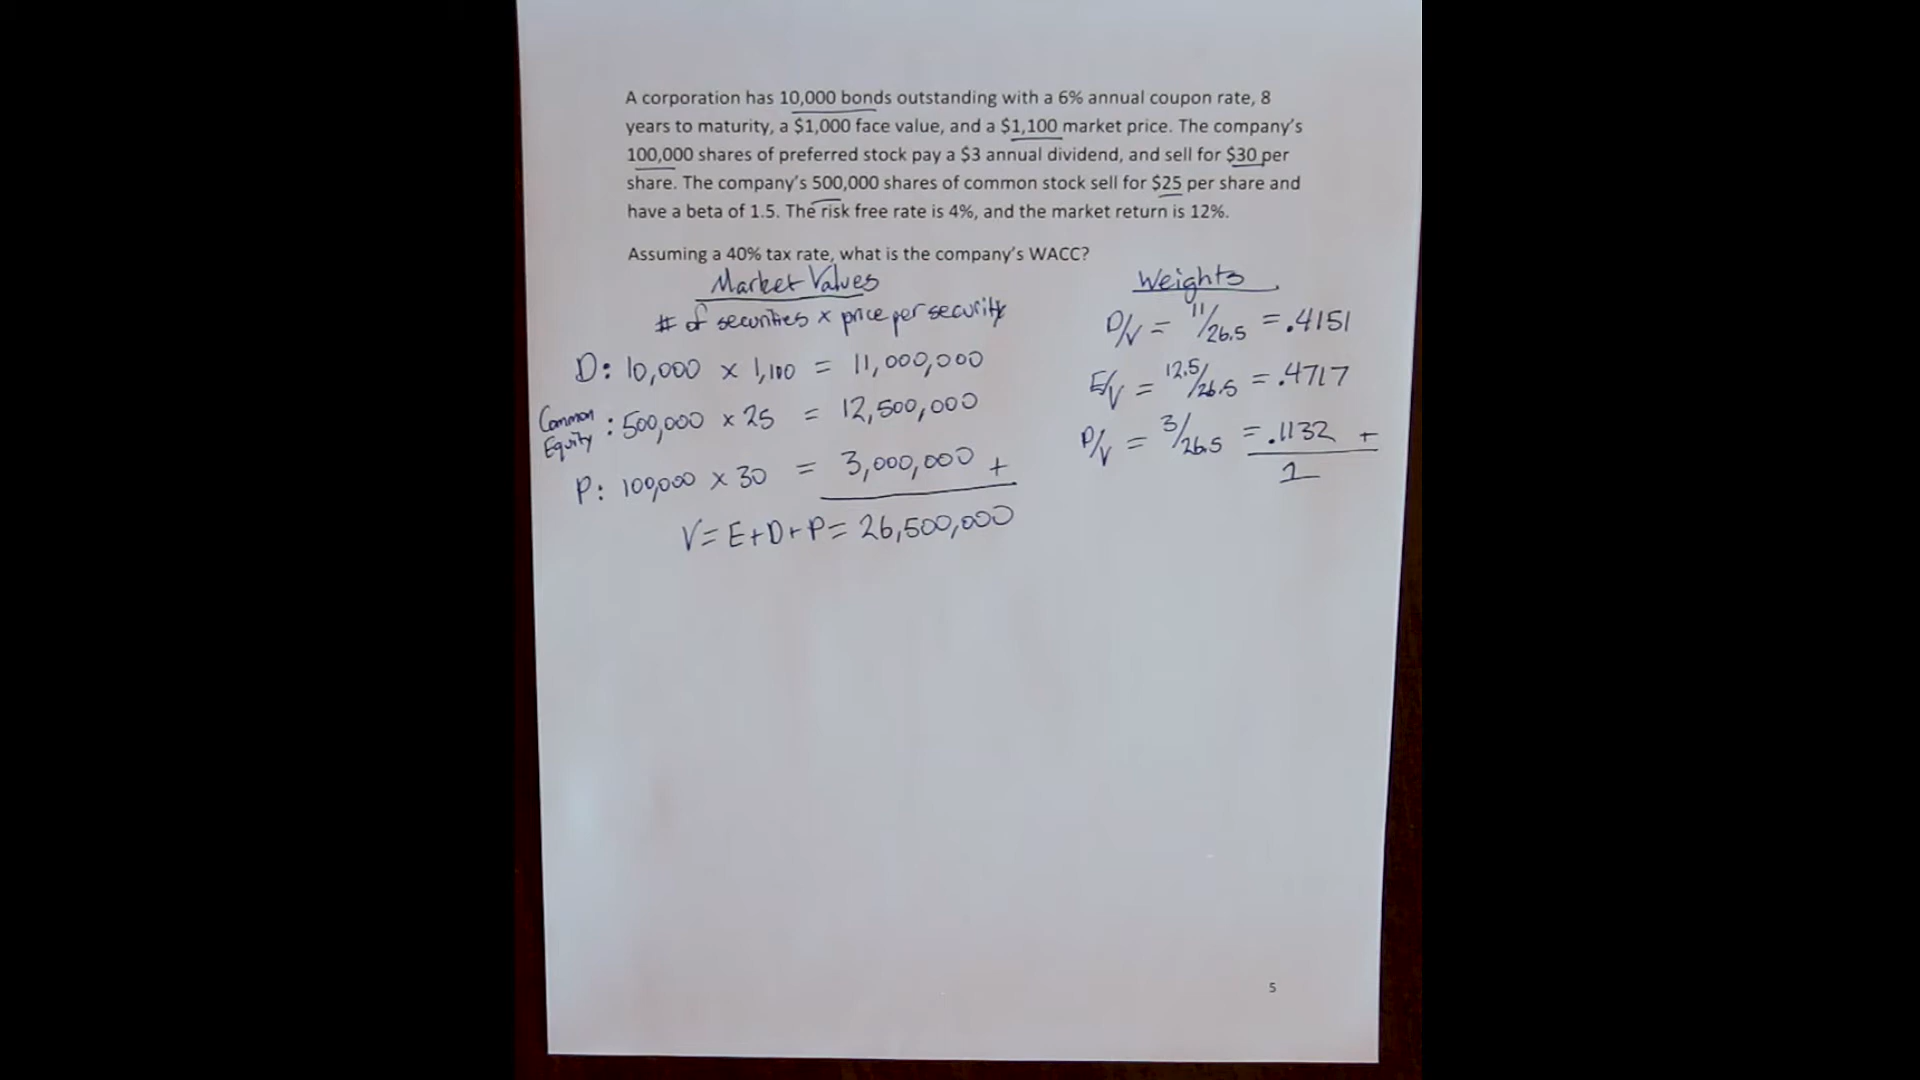 A corporation has 10,000 bonds outstanding with a 6% annual coupon rate, 8
years to maturity, a $1,000 face value, and a $1,100 market price. The company's
100,000 shares of preferred stock pay a $3 annual dividend, and sell for $30 per
share. The company's 500,000 shares of common stock sell for $25 per share and
have a beta of 1.5. The risk free rate is 4%, and the market return is 12%.
Assuming a 40% tax rate, what is the company's WACC?
Market Values
# of securities × price per security
D: 10,000 × 1,100 = 11,000,000
Common Equity : 500,000 × 25 = 12,500,000
P: 100,000 × 30 = 3,000,000 +
V = E+D+P = 26,500,000
Weights
D/V = 11/26.5 = .4151
E/V = 12.5/26.5 = .4717
P/V = 3/26.5 = .1132 +
1
5